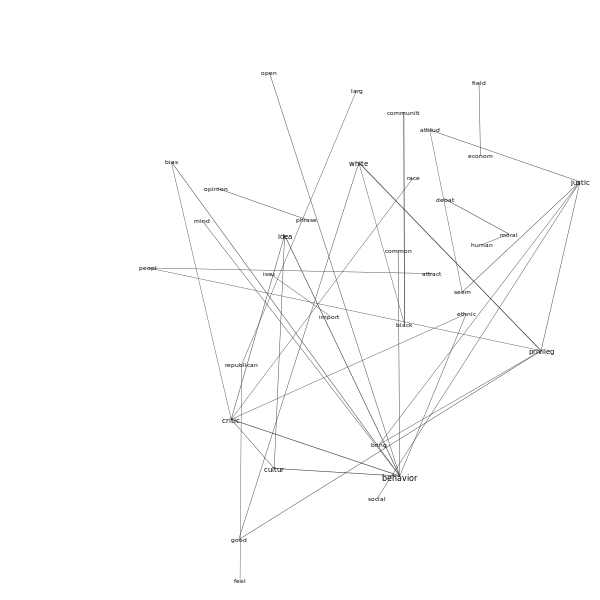 open
field
larg
communiti
attitud
econom
bias
white
race
justic
opinion
debat
mind
phrase
idea
moral
human
common
peopl
issu
attract
seem
ethnic
import
black
privileg
republican
critic
being
cultur
behavior
social
good
feel